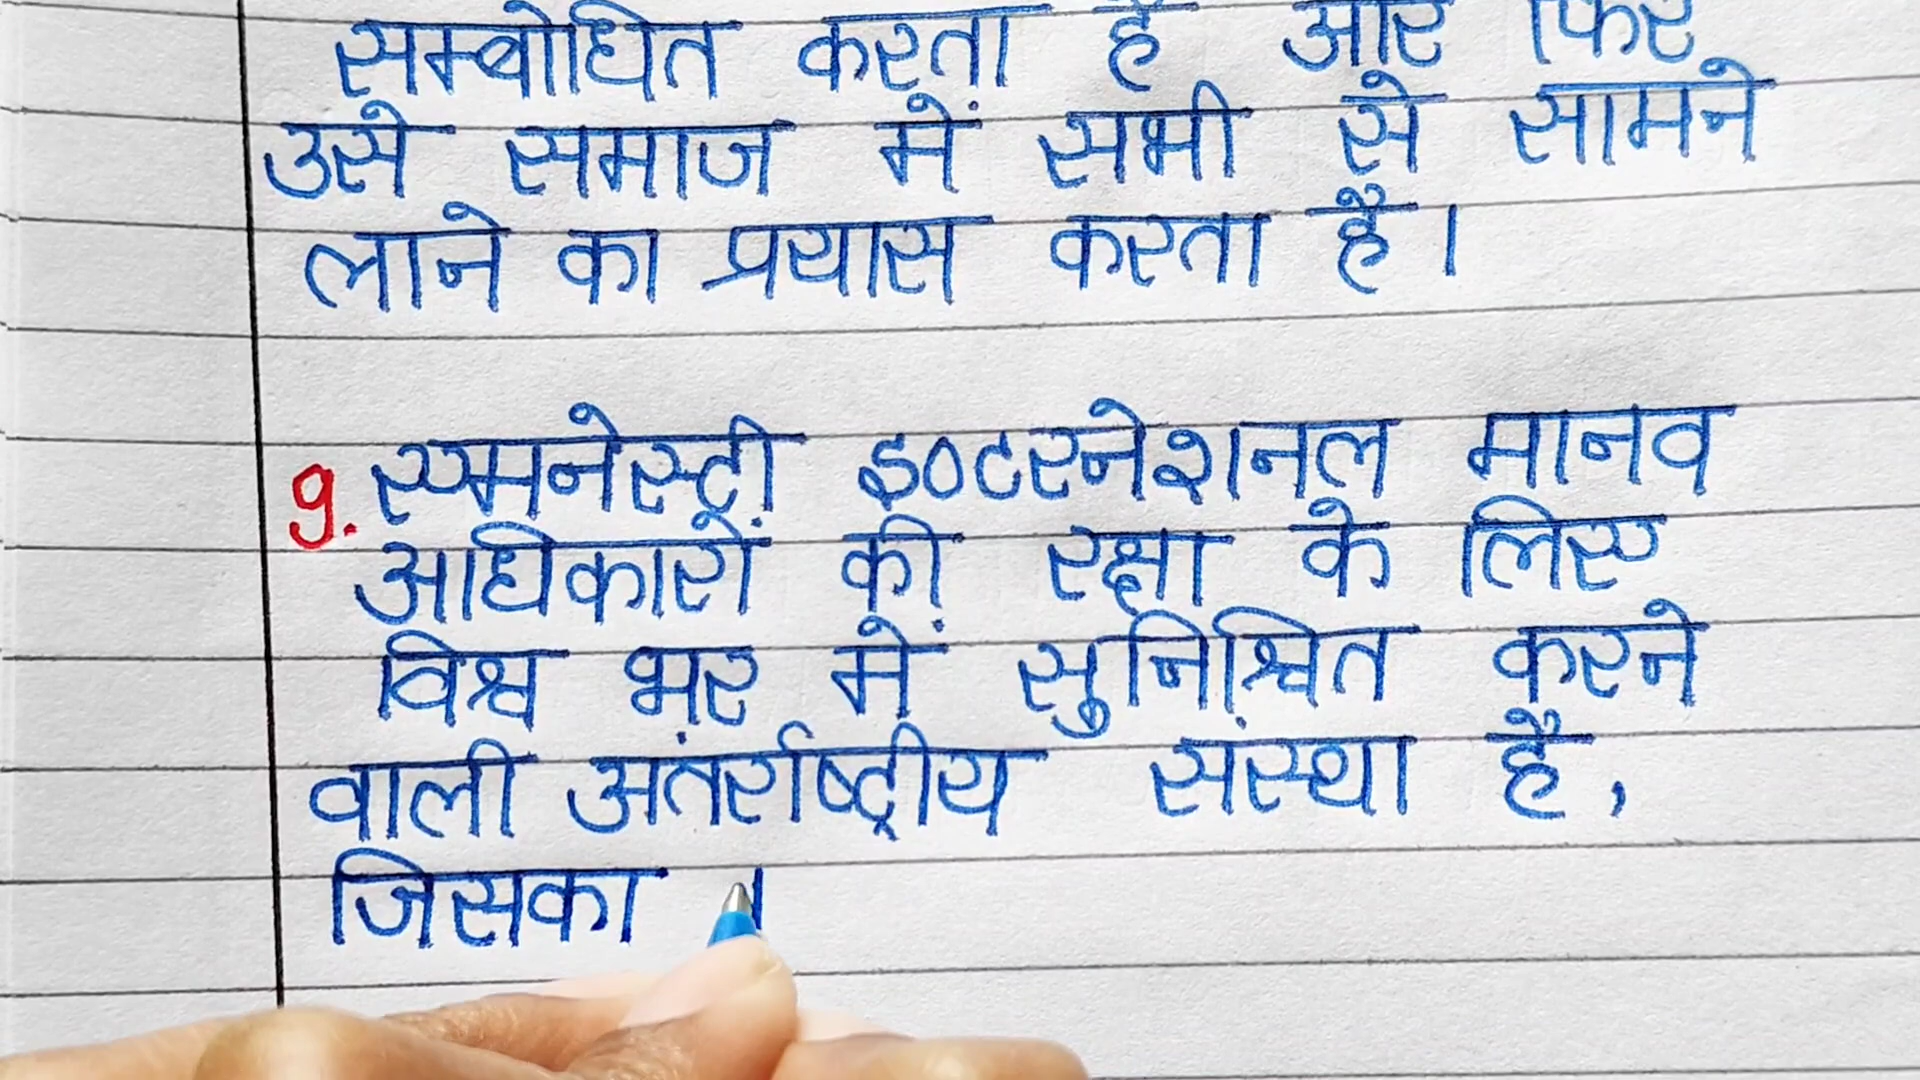 सम्बोधित करता है और फिर
उसे समाज में सभी से सामने
लाने का प्रयास करता है।
9. एमनेस्टी इण्टरनेशनल मानव
अधिकारों की रक्षा के लिए
विश्व भर में सुनिश्चित करने
वाली अंतर्राष्ट्रीय संस्था है,
जिसका